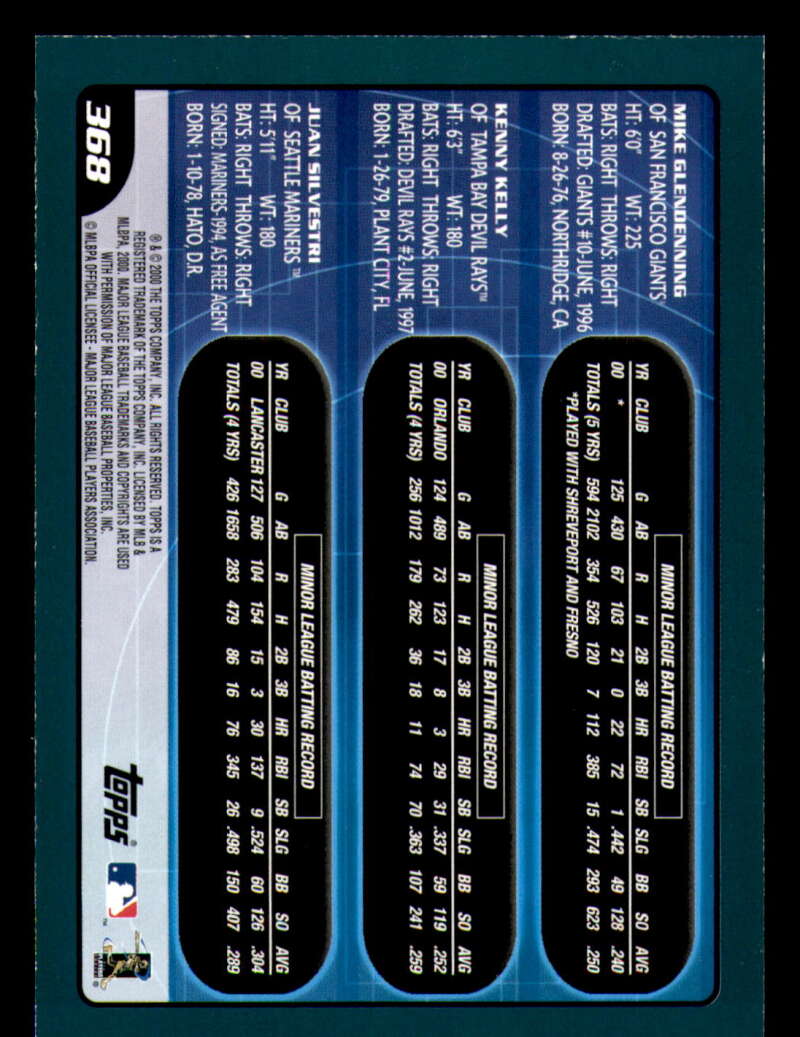 MIKE GLENDENNING
OF SAN FRANCISCO GIANTS
HT: 6'0" WT: 225
BATS: RIGHT THROWS: RIGHT
DRAFTED: GIANTS #10-JUNE, 1996
BORN: 8-26-76, NORTHRIDGE, CA
MINOR LEAGUE BATTING RECORD
YR CLUB G AB R H 2B 3B HR RBI SB SLG BB SO AVG
00 * 125 430 67 103 21 0 22 72 1 .442 49 128 .240
TOTALS (5 YRS) 594 2102 354 526 120 7 112 385 15 .474 293 623 .250
*PLAYED WITH SHREVEPORT AND FRESNO
KENNY KELLY
OF TAMPA BAY DEVIL RAYS™
HT: 6'3" WT: 180
BATS: RIGHT THROWS: RIGHT
DRAFTED: DEVIL RAYS #2-JUNE, 1997
BORN: 1-26-79, PLANT CITY, FL
MINOR LEAGUE BATTING RECORD
YR CLUB G AB R H 2B 3B HR RBI SB SLG BB SO AVG
00 ORLANDO 124 489 73 123 17 8 3 29 31 .337 59 119 .252
TOTALS (4 YRS) 256 1012 179 262 36 18 11 74 70 .363 107 241 .259
JUAN SILVESTRI
OF SEATTLE MARINERS™
HT: 5'11" WT: 180
BATS: RIGHT THROWS: RIGHT
SIGNED: MARINERS-1994, AS FREE AGENT
BORN: 1-10-78, HATO, D.R.
MINOR LEAGUE BATTING RECORD
YR CLUB G AB R H 2B 3B HR RBI SB SLG BB SO AVG
00 LANCASTER 127 506 104 154 15 3 30 137 9 .524 60 126 .304
TOTALS (4 YRS) 426 1658 283 479 86 16 76 345 26 .498 150 407 .289
368
® & © 2000 THE TOPPS COMPANY, INC. ALL RIGHTS RESERVED. TOPPS IS A
REGISTERED TRADEMARK OF THE TOPPS COMPANY, INC. LICENSED BY MLB &
MLBPA, 2000. MAJOR LEAGUE BASEBALL TRADEMARKS AND COPYRIGHTS ARE USED
WITH PERMISSION OF MAJOR LEAGUE BASEBALL PROPERTIES, INC.
© MLBPA OFFICIAL LICENSEE - MAJOR LEAGUE BASEBALL PLAYERS ASSOCIATION.
topps®